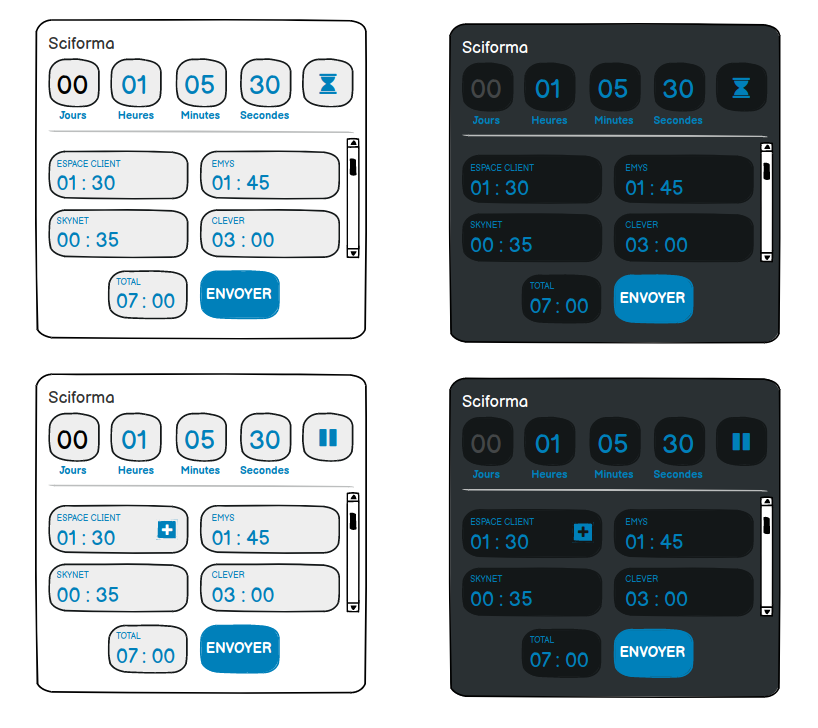 Sciforma
00 01 05 30
Jours Heures Minutes Secondes
ESPACE CLIENT EMYS
01 : 30 01 : 45
SKYNET CLEVER
00 : 35 03 : 00
TOTAL
07 : 00 ENVOYER
Sciforma
00 01 05 30
Jours Heures Minutes Secondes
ESPACE CLIENT EMYS
01 : 30 01 : 45
SKYNET CLEVER
00 : 35 03 : 00
TOTAL
07 : 00 ENVOYER
Sciforma
00 01 05 30
Jours Heures Minutes Secondes
ESPACE CLIENT EMYS
01 : 30 01 : 45
SKYNET CLEVER
00 : 35 03 : 00
TOTAL
07 : 00 ENVOYER
Sciforma
00 01 05 30
Jours Heures Minutes Secondes
ESPACE CLIENT EMYS
01 : 30 01 : 45
SKYNET CLEVER
00 : 35 03 : 00
TOTAL
07 : 00 ENVOYER